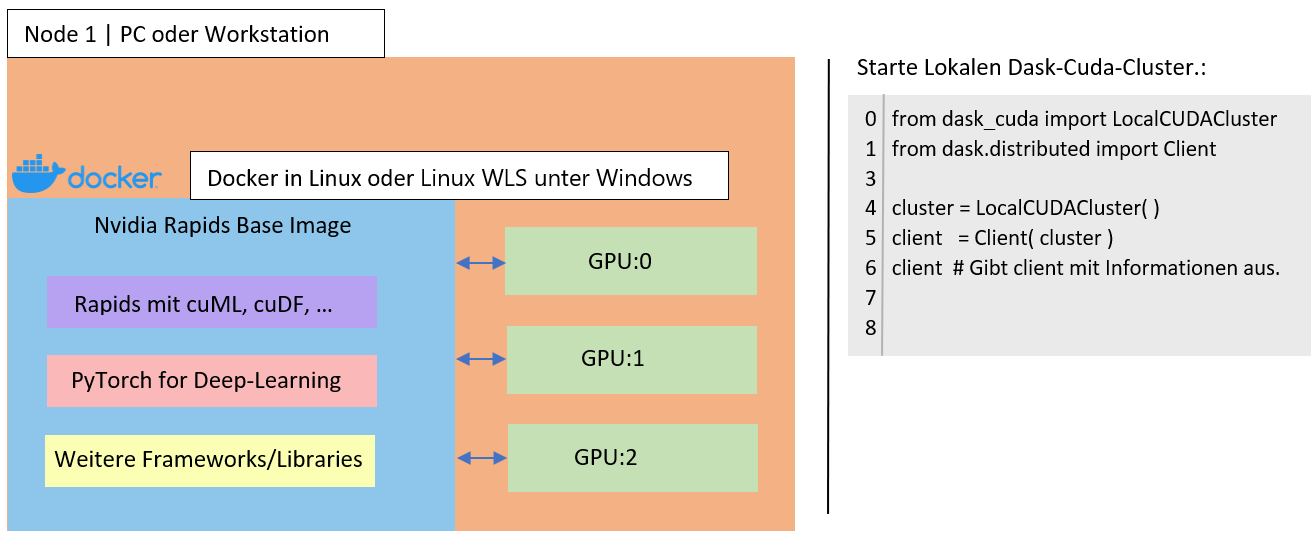 Node 1 | PC oder Workstation
docker
Docker in Linux oder Linux WLS unter Windows
Nvidia Rapids Base Image
Rapids mit cuML, cuDF, ...
PyTorch for Deep-Learning
Weitere Frameworks/Libraries
GPU:0
GPU:1
GPU:2
Starte Lokalen Dask-Cuda-Cluster.:
0 from dask_cuda import LocalCUDACluster
1 from dask.distributed import Client
3
4 cluster = LocalCUDACluster( )
5 client = Client( cluster )
6 client # Gibt client mit Informationen aus.
7
8